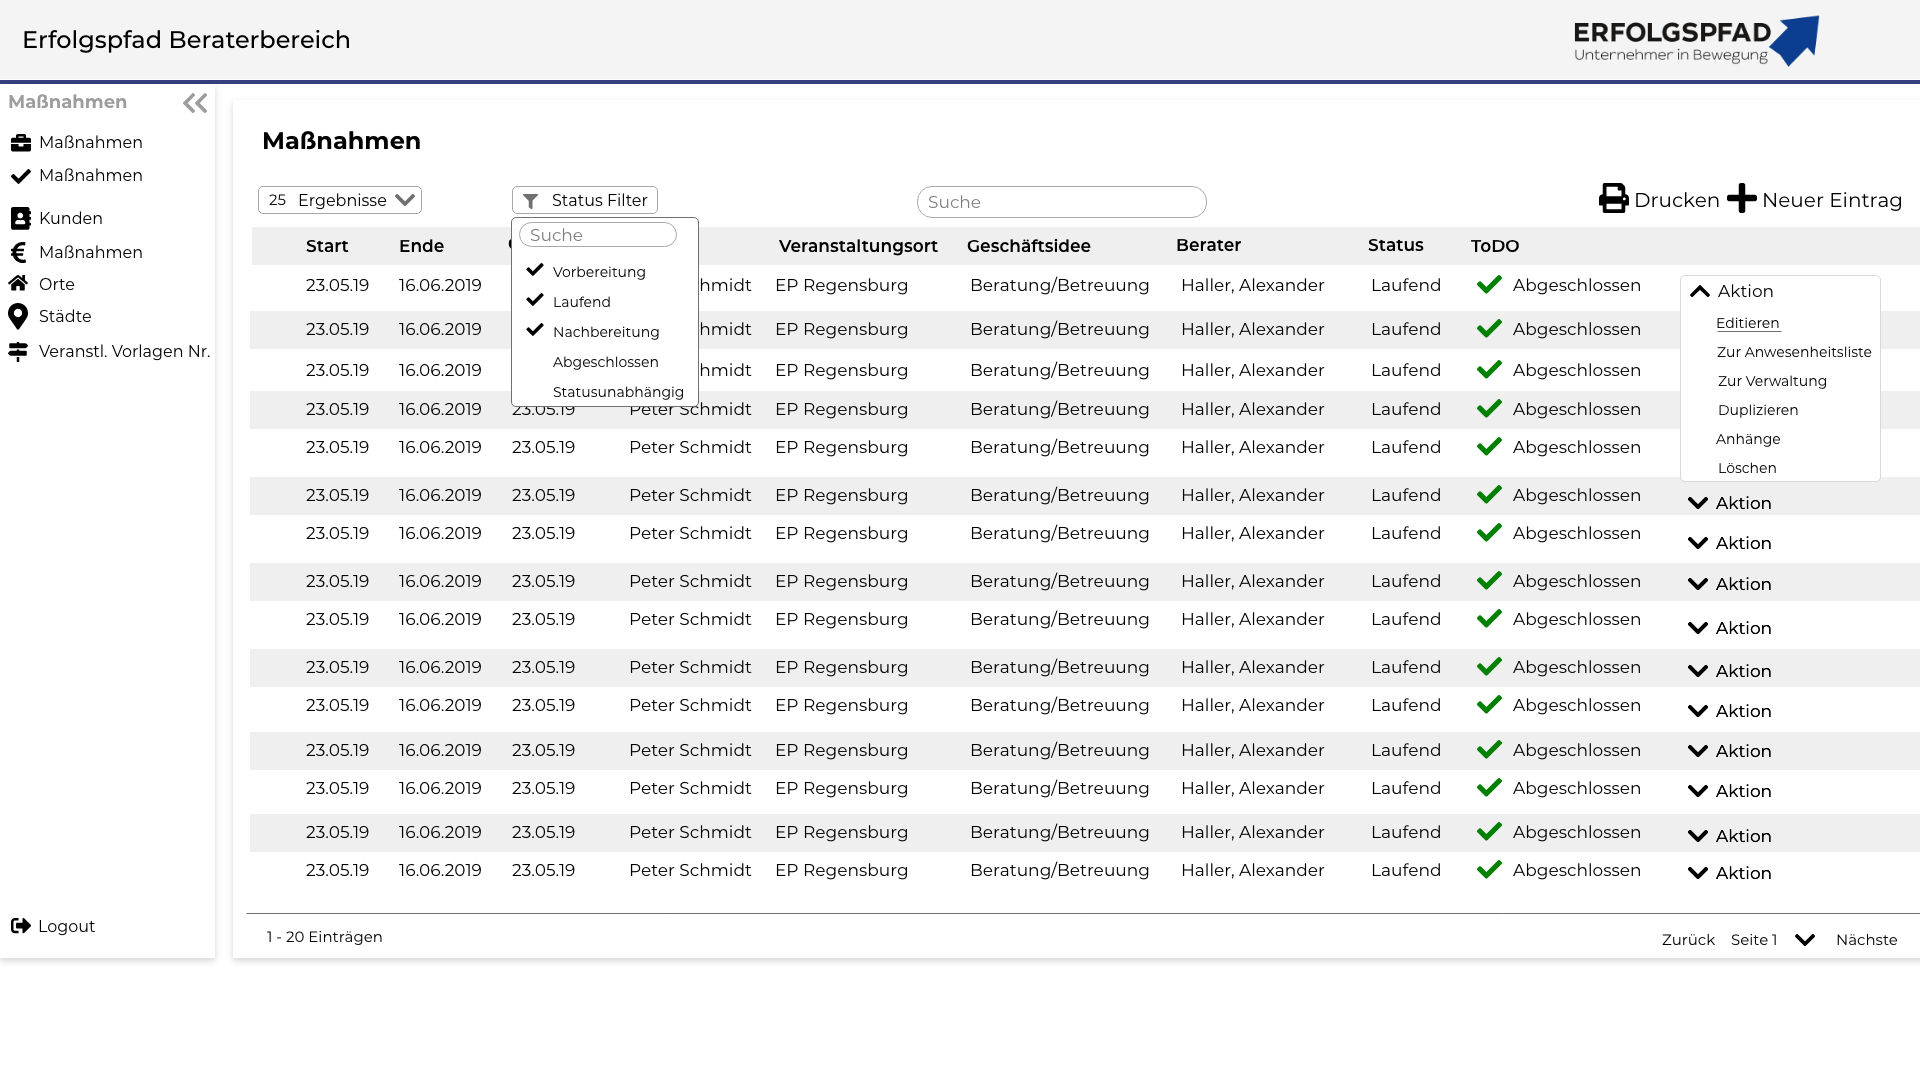 Erfolgspfad Beraterbereich
ERFOLGSPFAD
Unternehmer in Bewegung
Maßnahmen
Maßnahmen
Maßnahmen
Kunden
Maßnahmen
Orte
Städte
Veranstl. Vorlagen Nr.
Logout
Maßnahmen
25 Ergebnisse
Status Filter
Suche
Drucken
Neuer Eintrag
Suche
Vorbereitung
Laufend
Nachbereitung
Abgeschlossen
Statusunabhängig
Start Ende Veranstaltungsort Geschäftsidee Berater Status ToDO
23.05.19 16.06.2019 hmidt EP Regensburg Beratung/Betreuung Haller, Alexander Laufend Abgeschlossen
23.05.19 16.06.2019 hmidt EP Regensburg Beratung/Betreuung Haller, Alexander Laufend Abgeschlossen
23.05.19 16.06.2019 hmidt EP Regensburg Beratung/Betreuung Haller, Alexander Laufend Abgeschlossen
23.05.19 16.06.2019 23.05.19 Peter Schmidt EP Regensburg Beratung/Betreuung Haller, Alexander Laufend Abgeschlossen
23.05.19 16.06.2019 23.05.19 Peter Schmidt EP Regensburg Beratung/Betreuung Haller, Alexander Laufend Abgeschlossen
Aktion
Editieren
Zur Anwesenheitsliste
Zur Verwaltung
Duplizieren
Anhänge
Löschen
23.05.19 16.06.2019 23.05.19 Peter Schmidt EP Regensburg Beratung/Betreuung Haller, Alexander Laufend Abgeschlossen Aktion
23.05.19 16.06.2019 23.05.19 Peter Schmidt EP Regensburg Beratung/Betreuung Haller, Alexander Laufend Abgeschlossen Aktion
23.05.19 16.06.2019 23.05.19 Peter Schmidt EP Regensburg Beratung/Betreuung Haller, Alexander Laufend Abgeschlossen Aktion
23.05.19 16.06.2019 23.05.19 Peter Schmidt EP Regensburg Beratung/Betreuung Haller, Alexander Laufend Abgeschlossen Aktion
23.05.19 16.06.2019 23.05.19 Peter Schmidt EP Regensburg Beratung/Betreuung Haller, Alexander Laufend Abgeschlossen Aktion
23.05.19 16.06.2019 23.05.19 Peter Schmidt EP Regensburg Beratung/Betreuung Haller, Alexander Laufend Abgeschlossen Aktion
23.05.19 16.06.2019 23.05.19 Peter Schmidt EP Regensburg Beratung/Betreuung Haller, Alexander Laufend Abgeschlossen Aktion
23.05.19 16.06.2019 23.05.19 Peter Schmidt EP Regensburg Beratung/Betreuung Haller, Alexander Laufend Abgeschlossen Aktion
23.05.19 16.06.2019 23.05.19 Peter Schmidt EP Regensburg Beratung/Betreuung Haller, Alexander Laufend Abgeschlossen Aktion
23.05.19 16.06.2019 23.05.19 Peter Schmidt EP Regensburg Beratung/Betreuung Haller, Alexander Laufend Abgeschlossen Aktion
1 - 20 Einträgen
Zurück Seite 1 Nächste